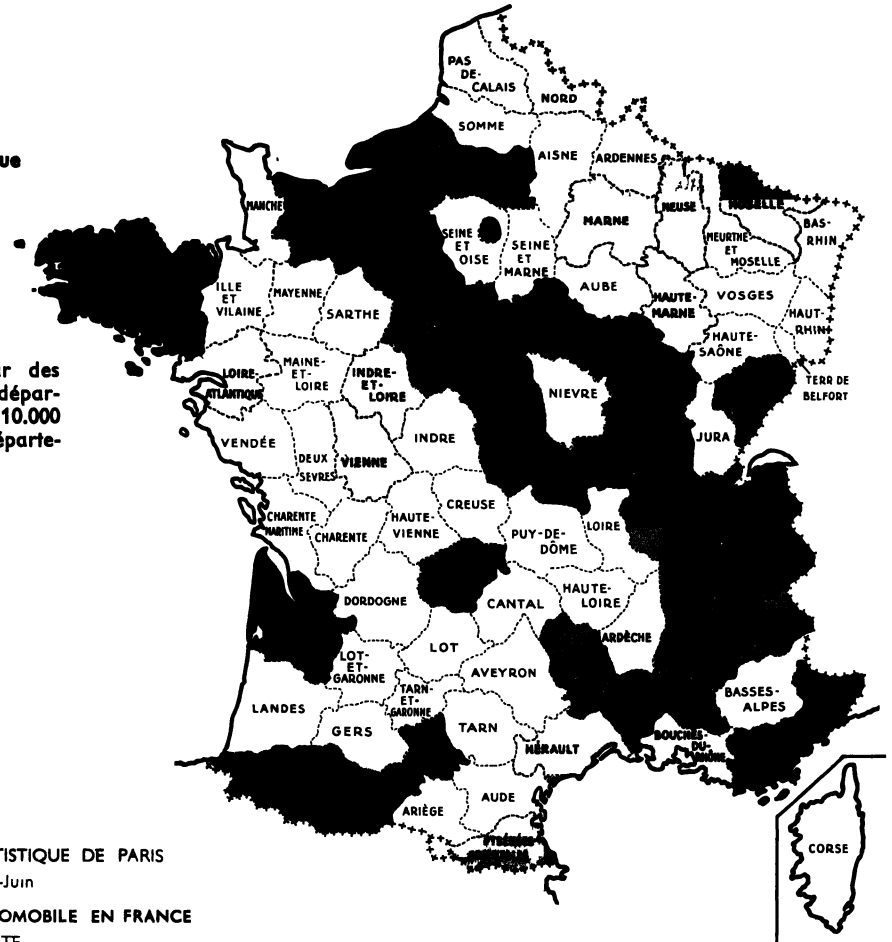 ue
PAS
DE-
CALAIS
NORD
SOMME
AISNE
ARDENNES
MANCHE
MEUSE
MOSELLE
MARNE
BAS-
RHIN
SEINE
ET
OISE
SEINE
ET
MARNE
MEURTHE
ET
MOSELLE
AUBE
HAUTE-
MARNE
VOSGES
HAUT-
RHIN
ILLE
ET
VILAINE
MAYENNE
SARTHE
HAUTE-
SAÔNE
TERR DE
BELFORT
r des
dépar-
10.000
éparte-
LOIRE-
ATLANTIQUE
MAINE-
ET-
LOIRE
INDRE-
ET-
LOIRE
NIEVRE
JURA
VENDÉE
DEUX
SEVRES
VIENNE
INDRE
CHARENTE
MARITIME
CHARENTE
HAUTE-
VIENNE
CREUSE
PUY-DE-
DÔME
LOIRE
DORDOGNE
CANTAL
HAUTE-
LOIRE
ARDÈCHE
LOT-
ET-
GARONNE
LOT
AVEYRON
TARN-
ET-
GARONNE
LANDES
GERS
TARN
HÉRAULT
BASSES-
ALPES
BOUCHES-
DU-
RHÔNE
ARIÈGE
AUDE
PYRÉNÉES
CORSE
TISTIQUE DE PARIS
-Juin
OMOBILE EN FRANCE
TE